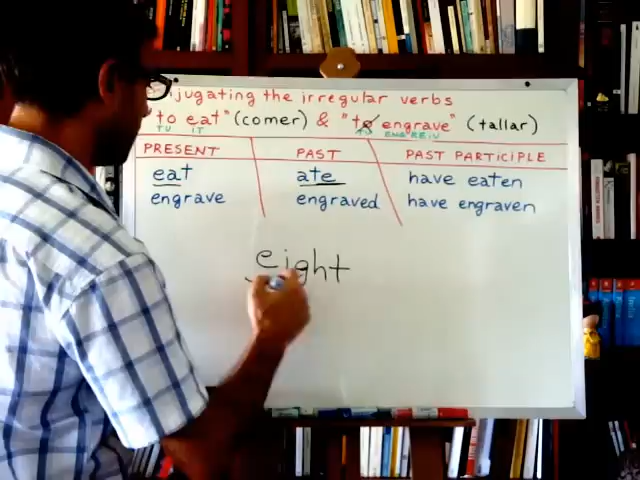 jugating the irregular verbs
"to eat" (comer) & "to engrave" (tallar)
TU IT TU ENGREIV
PRESENT PAST PAST PARTICIPLE
eat ate have eaten
engrave engraved have engraven
eight